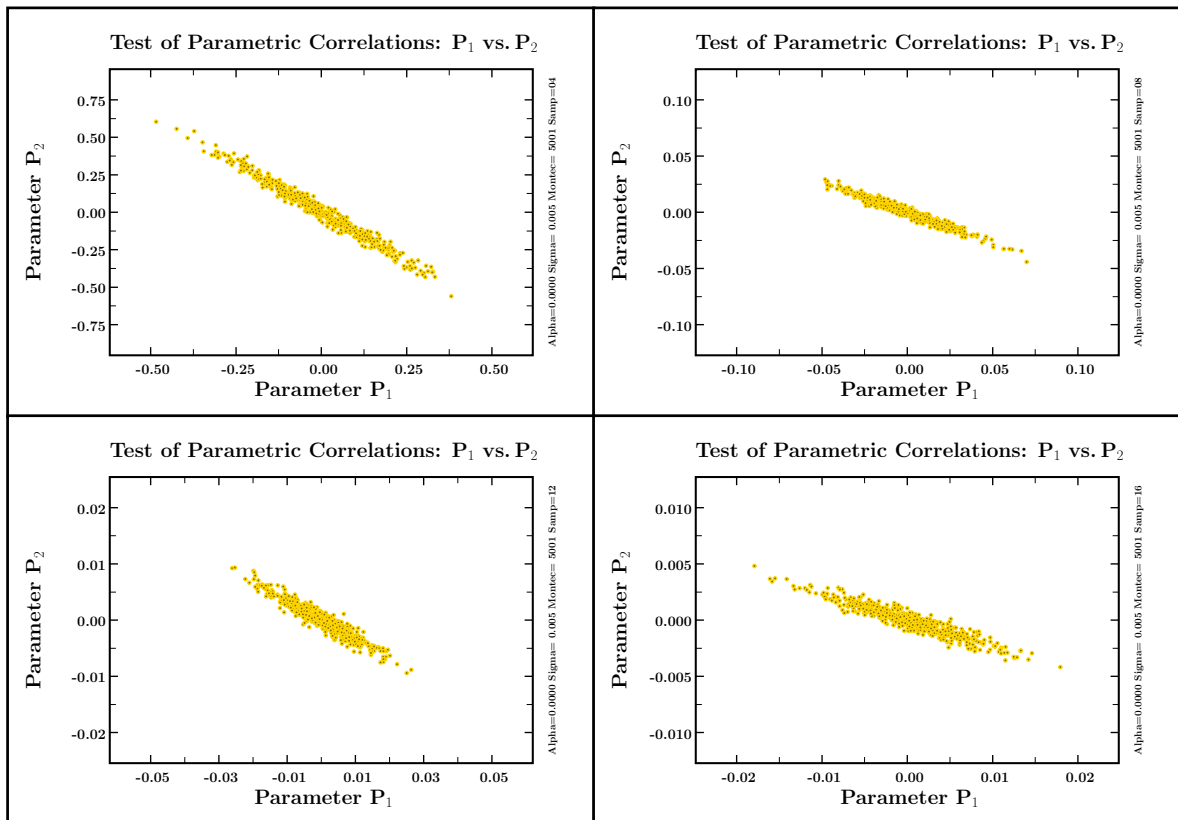 Test of Parametric Correlations: P₁ vs. P₂
0.75
0.50
0.25
0.00
-0.25
-0.50
-0.75
Parameter P₂
-0.50 -0.25 0.00 0.25 0.50
Parameter P₁
Alpha=0.0000 Sigma= 0.005 Montec= 5001 Samp=04
Test of Parametric Correlations: P₁ vs. P₂
0.10
0.05
0.00
-0.05
-0.10
Parameter P₂
-0.10 -0.05 0.00 0.05 0.10
Parameter P₁
Alpha=0.0000 Sigma= 0.005 Montec= 5001 Samp=08
Test of Parametric Correlations: P₁ vs. P₂
0.02
0.01
0.00
-0.01
-0.02
Parameter P₂
-0.05 -0.03 -0.01 0.01 0.03 0.05
Parameter P₁
Alpha=0.0000 Sigma= 0.005 Montec= 5001 Samp=12
Test of Parametric Correlations: P₁ vs. P₂
0.010
0.005
0.000
-0.005
-0.010
Parameter P₂
-0.02 -0.01 0.00 0.01 0.02
Parameter P₁
Alpha=0.0000 Sigma= 0.005 Montec= 5001 Samp=16